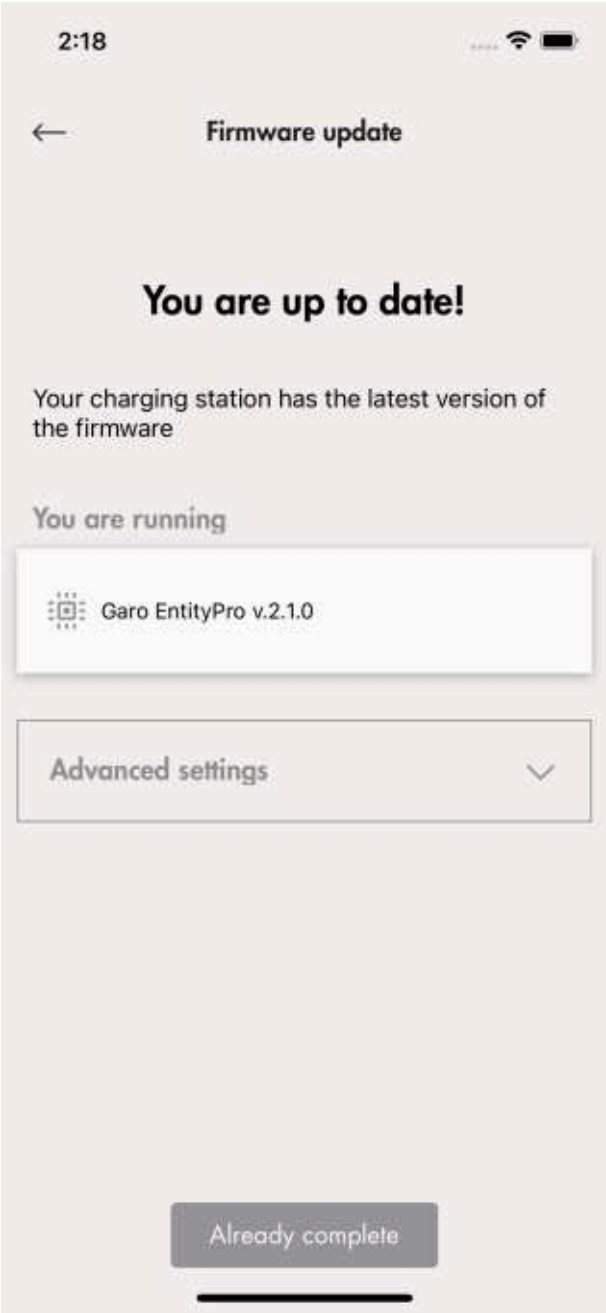 2:18
Firmware update
You are up to date!
Your charging station has the latest version of
the firmware
You are running
Garo EntityPro v.2.1.0
Advanced settings
Already complete